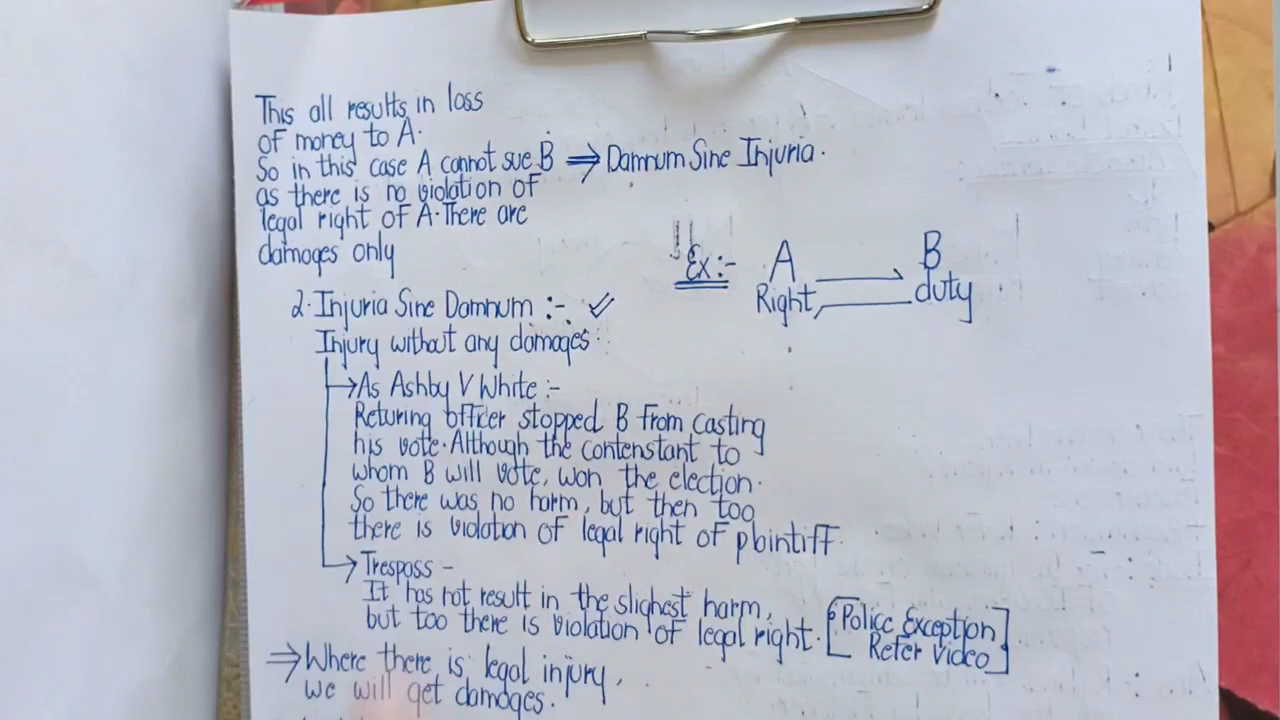 This all results in loss
of money to A.
So in this case A cannot sue B ⇒ Damnum Sine Injuria.
as there is no violation of
legal right of A. There are
damages only
Ex:- A → B
Right, duty
2. Injuria Sine Damnum :- ✓
Injury without any damages.
→ As Ashby V White :-
Returing officer stopped B from casting
his vote. Although the contenstant to
whom B will vote, won the election.
So there was no harm, but then too
there is violation of legal right of plaintiff.
→ Trespass -
It has not result in the slighest harm,
but too there is violation of legal right. [Police Exception
Refer Video]
⇒ Where there is legal injury,
we will get damages.